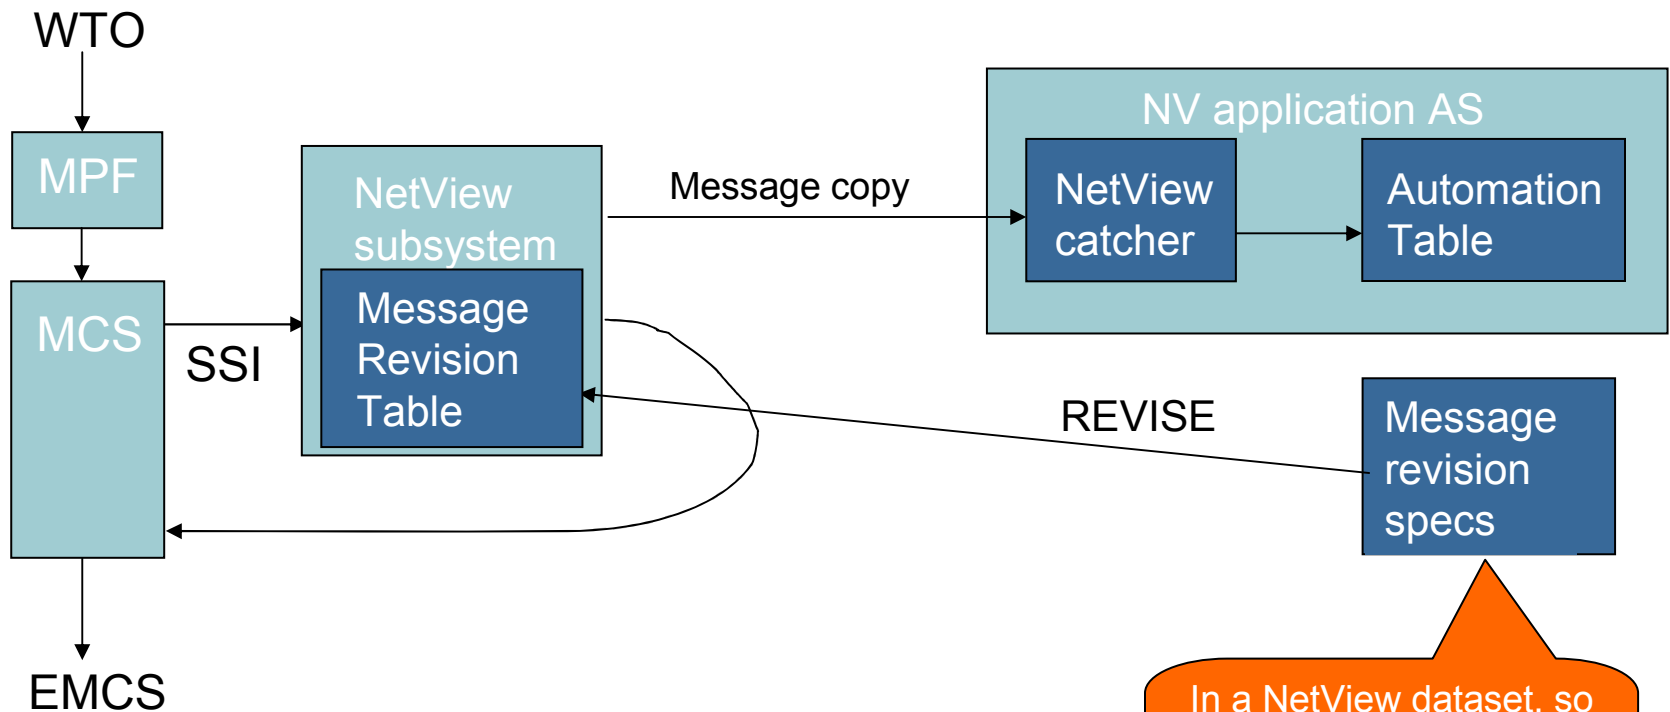 WTO
MPF
MCS
SSI
EMCS
NetView
subsystem
Message
Revision
Table
Message copy
NV application AS
NetView
catcher
Automation
Table
REVISE
Message
revision
specs
In a NetView dataset, so